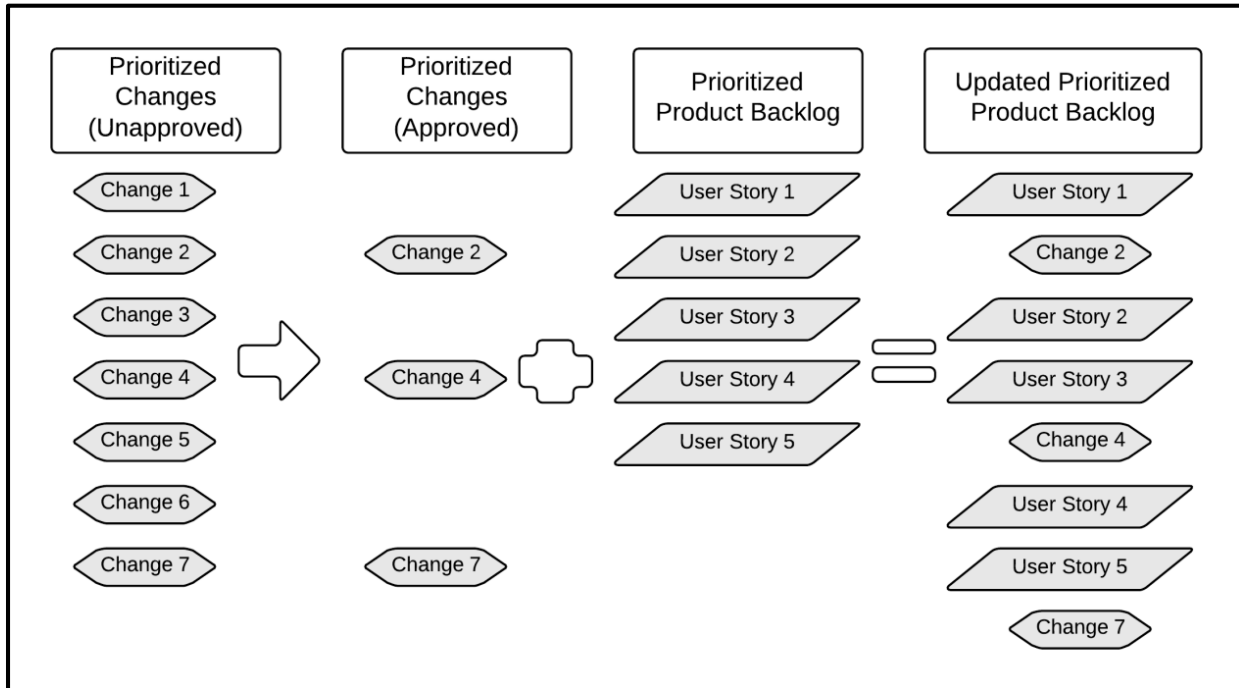 Prioritized
Changes
(Unapproved)
Prioritized
Changes
(Approved)
Prioritized
Product Backlog
Updated Prioritized
Product Backlog
Change 1
Change 2
Change 3
Change 4
Change 5
Change 6
Change 7
Change 2
Change 4
Change 7
User Story 1
User Story 2
User Story 3
User Story 4
User Story 5
User Story 1
Change 2
User Story 2
User Story 3
Change 4
User Story 4
User Story 5
Change 7